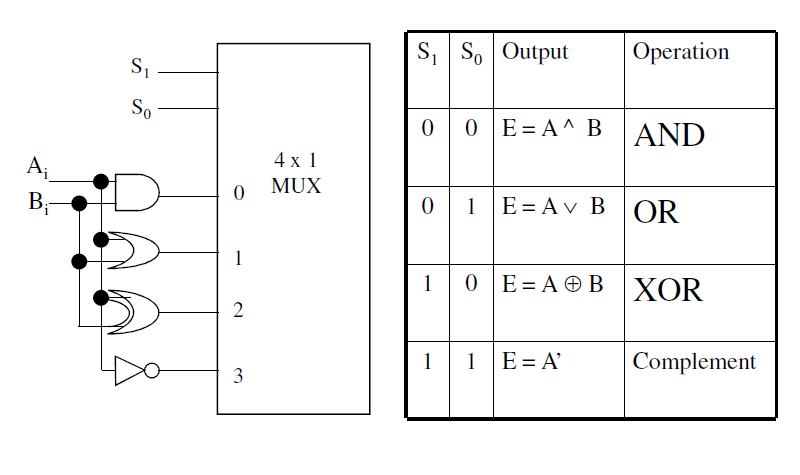 S₁
S₀
Aᵢ
Bᵢ
4 x 1
MUX
0
1
2
3
S₁ S₀ Output Operation
0 0 E = A ^ B AND
0 1 E = A ∨ B OR
1 0 E = A ⊕ B XOR
1 1 E = A’ Complement